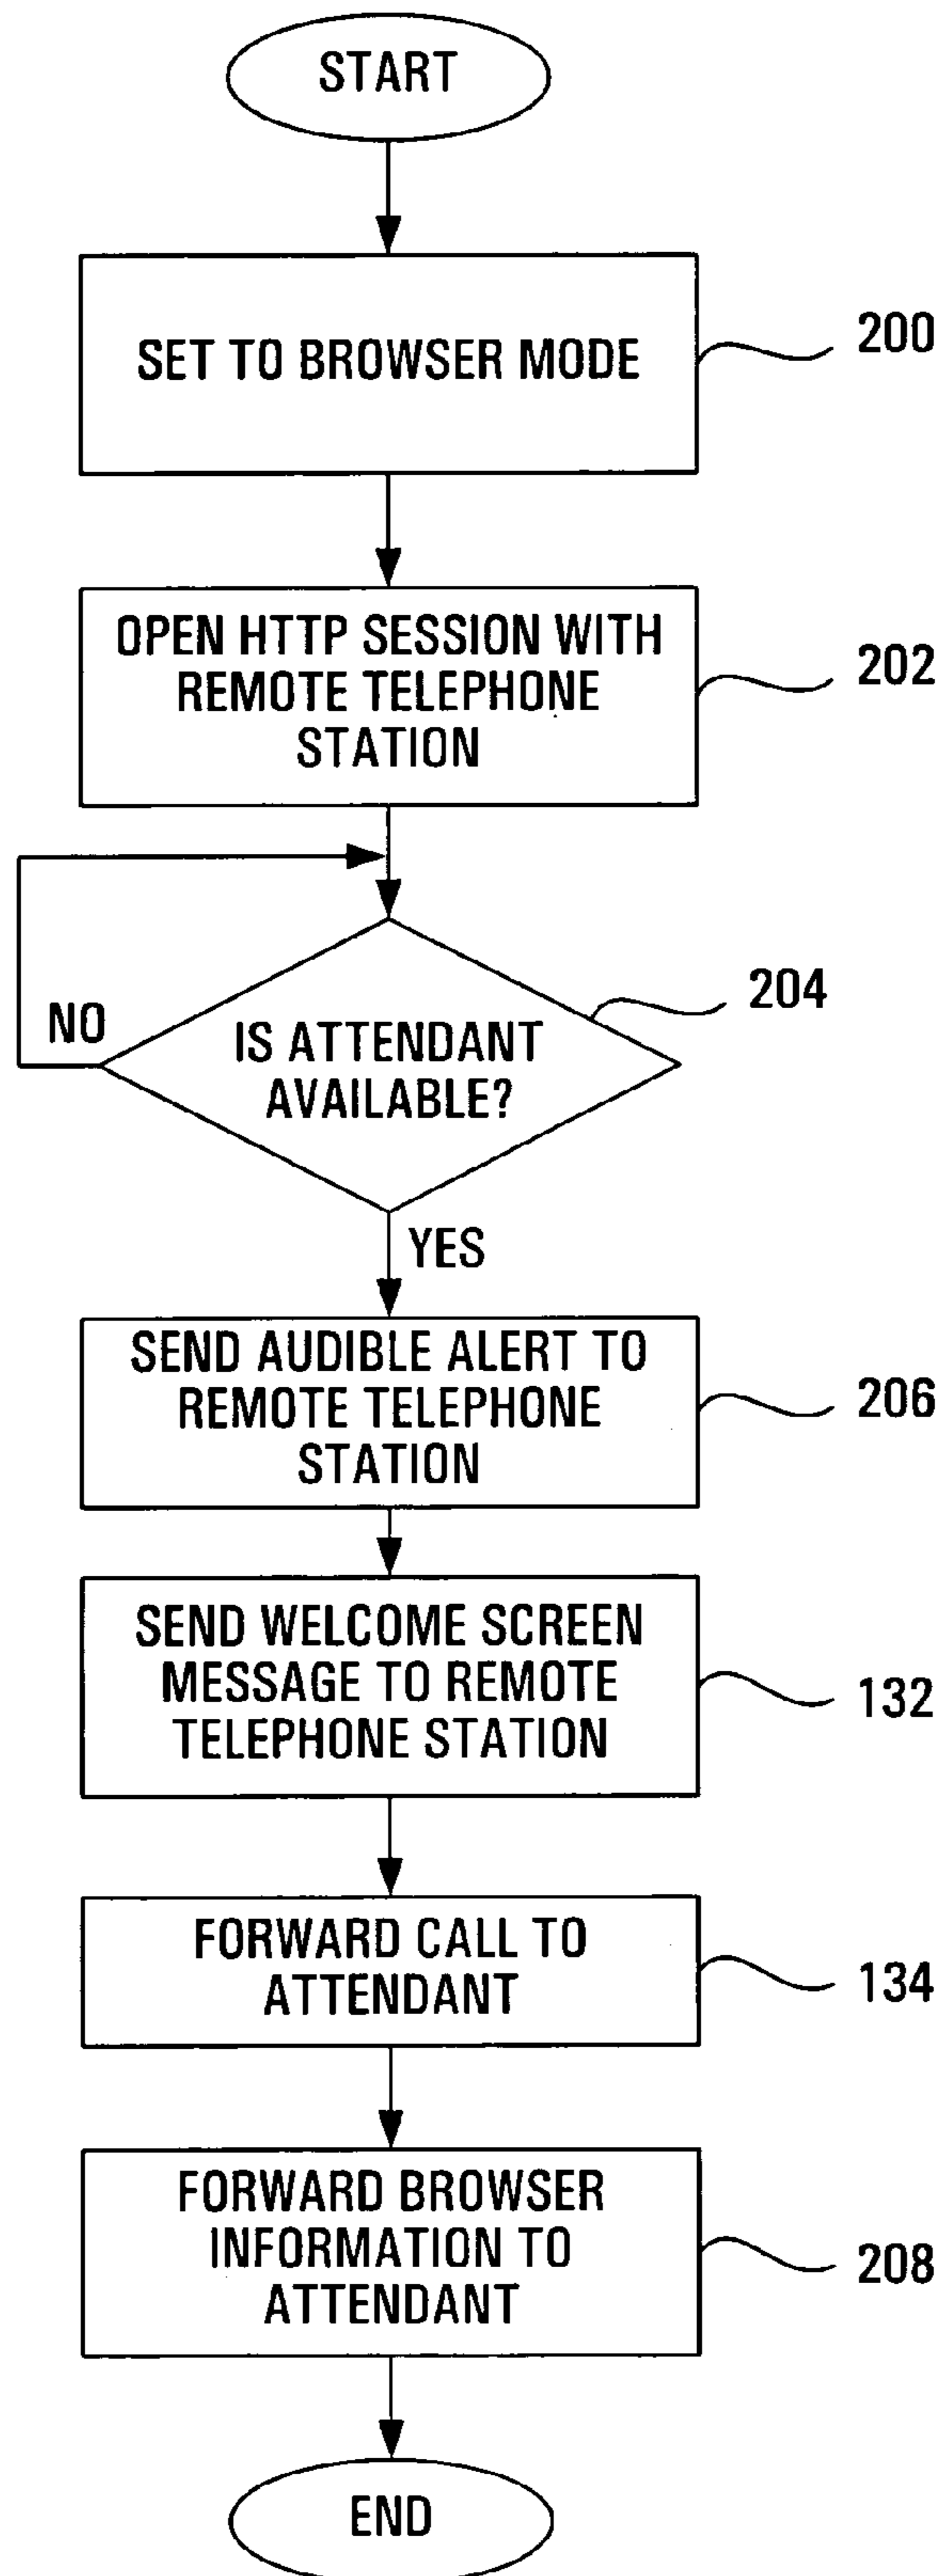 START
SET TO BROWSER MODE
200
OPEN HTTP SESSION WITH
REMOTE TELEPHONE
STATION
202
NO
IS ATTENDANT
AVAILABLE?
204
YES
SEND AUDIBLE ALERT TO
REMOTE TELEPHONE
STATION
206
SEND WELCOME SCREEN
MESSAGE TO REMOTE
TELEPHONE STATION
132
FORWARD CALL TO
ATTENDANT
134
FORWARD BROWSER
INFORMATION TO
ATTENDANT
208
END